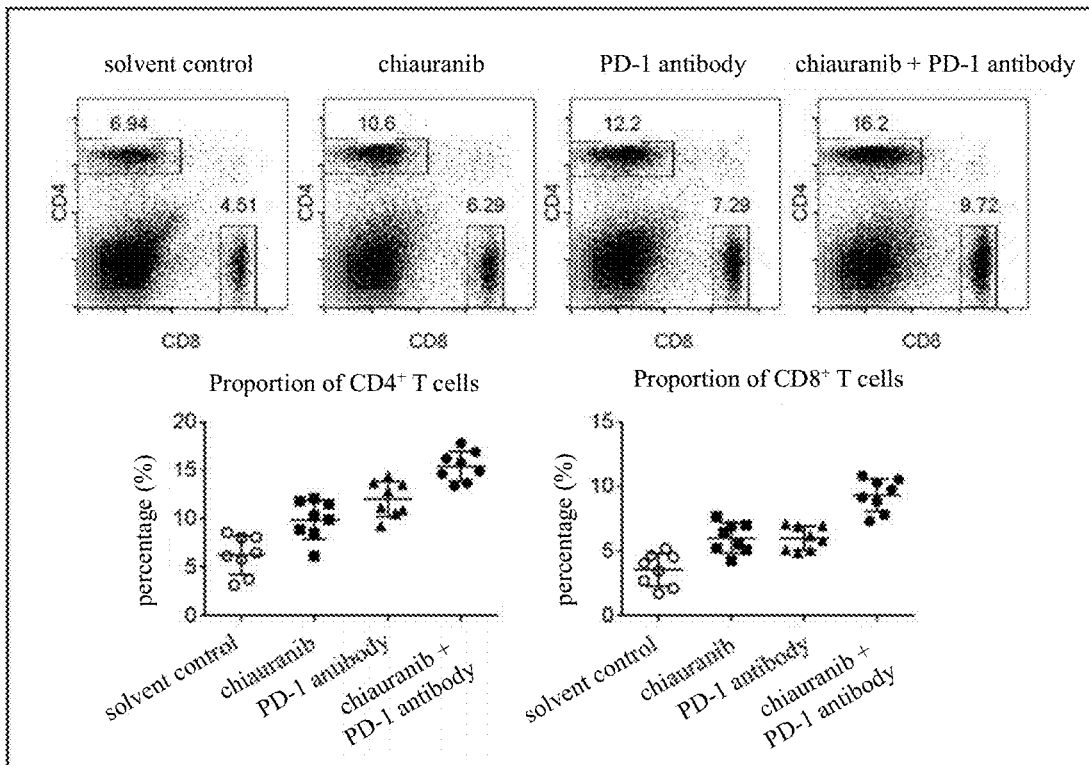 solvent control
chiauranib
PD-1 antibody
chiauranib + PD-1 antibody
6.94
10.6
12.2
16.2
CD4
CD4
CD4
CD4
4.51
6.29
7.29
9.72
CD8
CD8
CD8
CD8
Proportion of CD4⁺ T cells
20
15
10
5
0
percentage (%)
solvent control
chiauranib
PD-1 antibody
chiauranib +
PD-1 antibody
Proportion of CD8⁺ T cells
15
10
5
0
percentage (%)
solvent control
chiauranib
PD-1 antibody
chiauranib +
PD-1 antibody